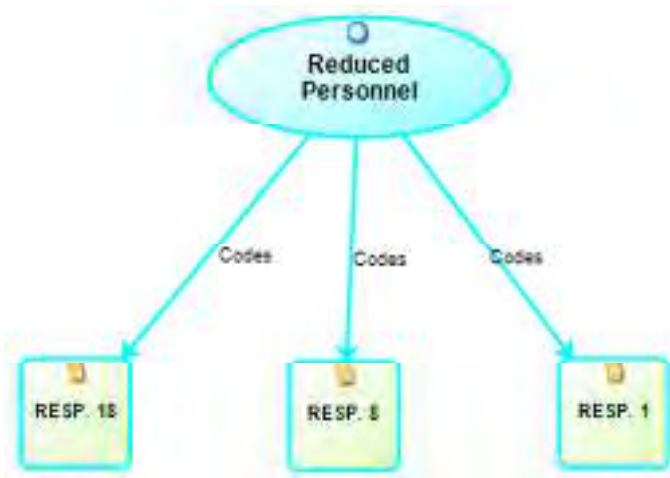 Reduced
Personnel
Codes
Codes
Codes
RESP. 18
RESP. 8
RESP. 1